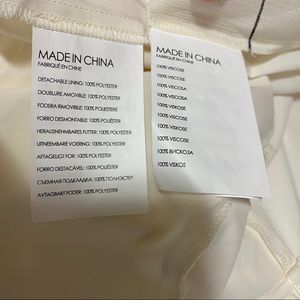 MADE IN CHINA
FABRIQUÉ EN CHINE
DETACHABLE LINING: 100% POLYESTER
DOUBLURE AMOVIBLE: 100% POLYESTER
FODERA RIMOVIBILE: 100% POLIESTERE
FORRO DESMONTABLE: 100% POLIÉSTER
HERAUSNEHMBARES FUTTER: 100% POLYESTER
UITNEEMBARE VOERING: 100% POLYESTER
AFTAGELIGT FOR: 100% POLYESTER
FORRO DESTACÁVEL: 100% POLIÉSTER
СЪЕМНАЯ ПОДКЛАДКА: 100% ПОЛИЭСТЕР
AVTAGBART FODER: 100% POLYESTER
MADE IN CHINA
FABRIQUÉ EN CHINE
100% VISCOSE
100% VISCOSE
100% VISCOSA
100% VISCOSA
100% VISKOSE
100% VISCOSE
100% VISKOSE
100% VISCOSE
100% ВИСКОЗА
100% VISKOS